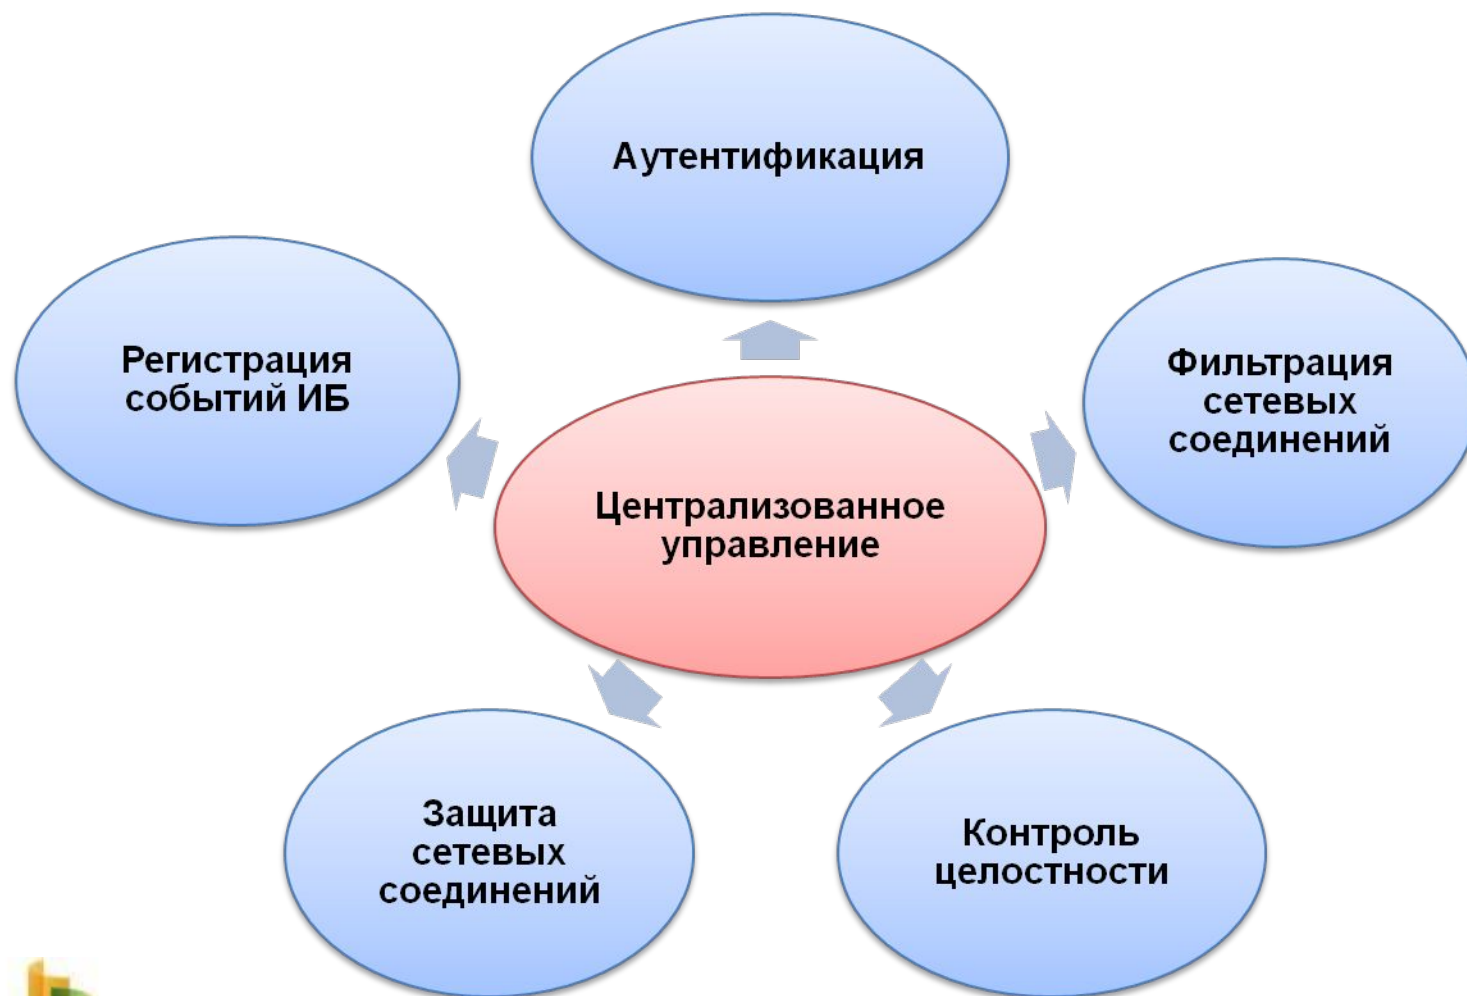 Аутентификация
Регистрация
событий ИБ
Фильтрация
сетевых
соединений
Централизованное
управление
Защита
сетевых
соединений
Контроль
целостности